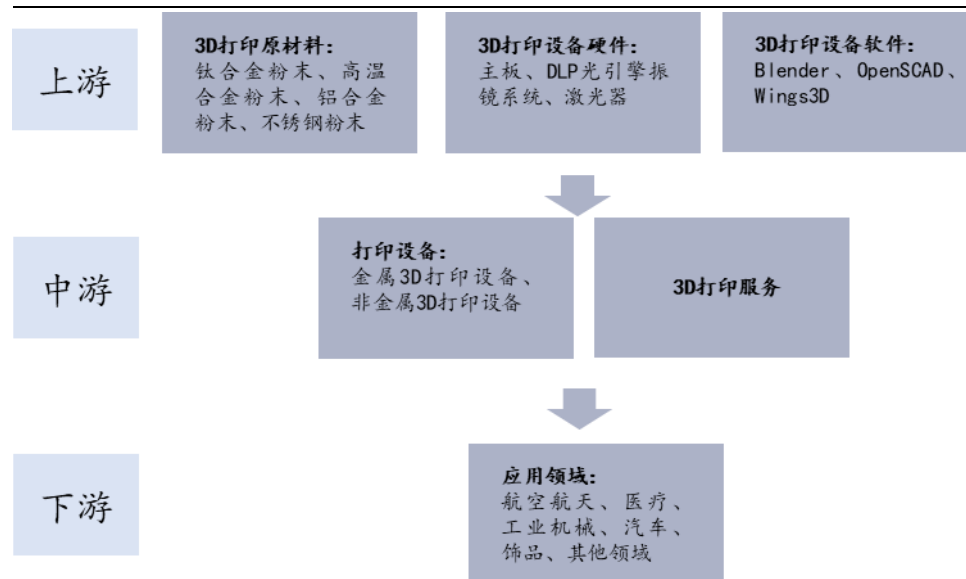 上游
3D打印原材料：
钛合金粉末、高温
合金粉末、铝合金
粉末、不锈钢粉末
3D打印设备硬件：
主板、DLP光引擎振
镜系统、激光器
3D打印设备软件：
Blender、OpenSCAD、
Wings3D
中游
打印设备：
金属3D打印设备、
非金属3D打印设备
3D打印服务
下游
应用领域：
航空航天、医疗、
工业机械、汽车、
饰品、其他领域